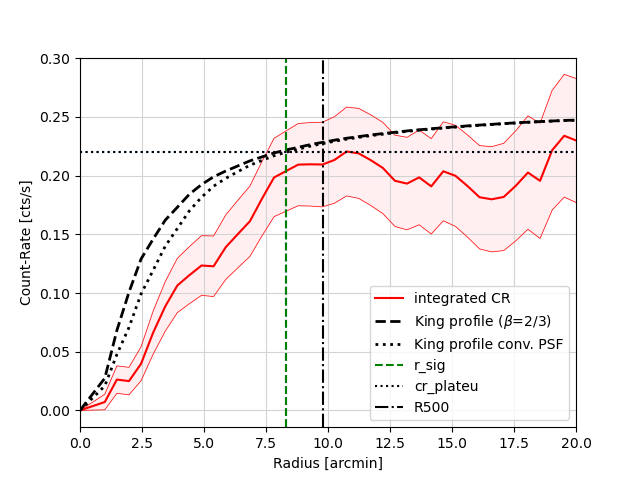 0.30
0.25
0.20
0.15
0.10
0.05
0.00
Count-Rate [cts/s]
integrated CR
King profile (β=2/3)
King profile conv. PSF
r_sig
cr_plateu
R500
0.0 2.5 5.0 7.5 10.0 12.5 15.0 17.5 20.0
Radius [arcmin]